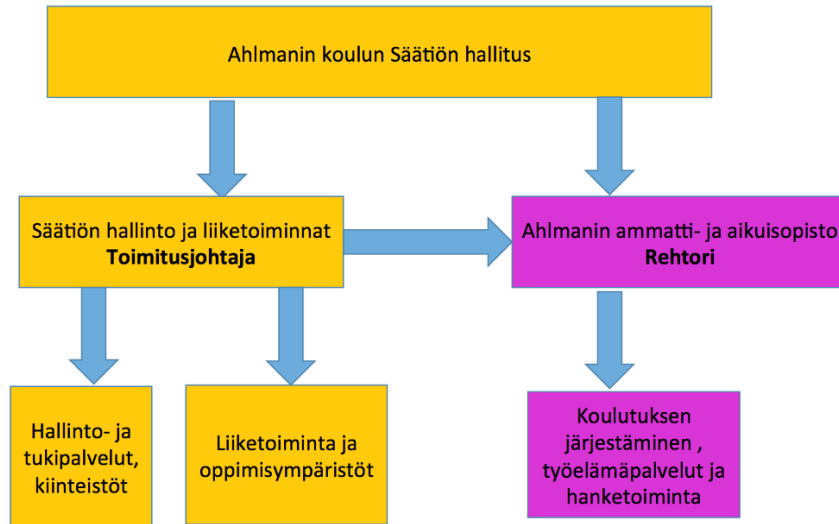 Ahlmanin koulun Säätiön hallitus
Säätiön hallinto ja liiketoiminnat
Toimitusjohtaja
Ahlmanin ammatti- ja aikuisopisto
Rehtori
Hallinto- ja
tukipalvelut,
kiinteistöt
Liiketoiminta ja
oppimisympäristöt
Koulutuksen
järjestäminen ,
työelämäpalvelut ja
hanketoiminta